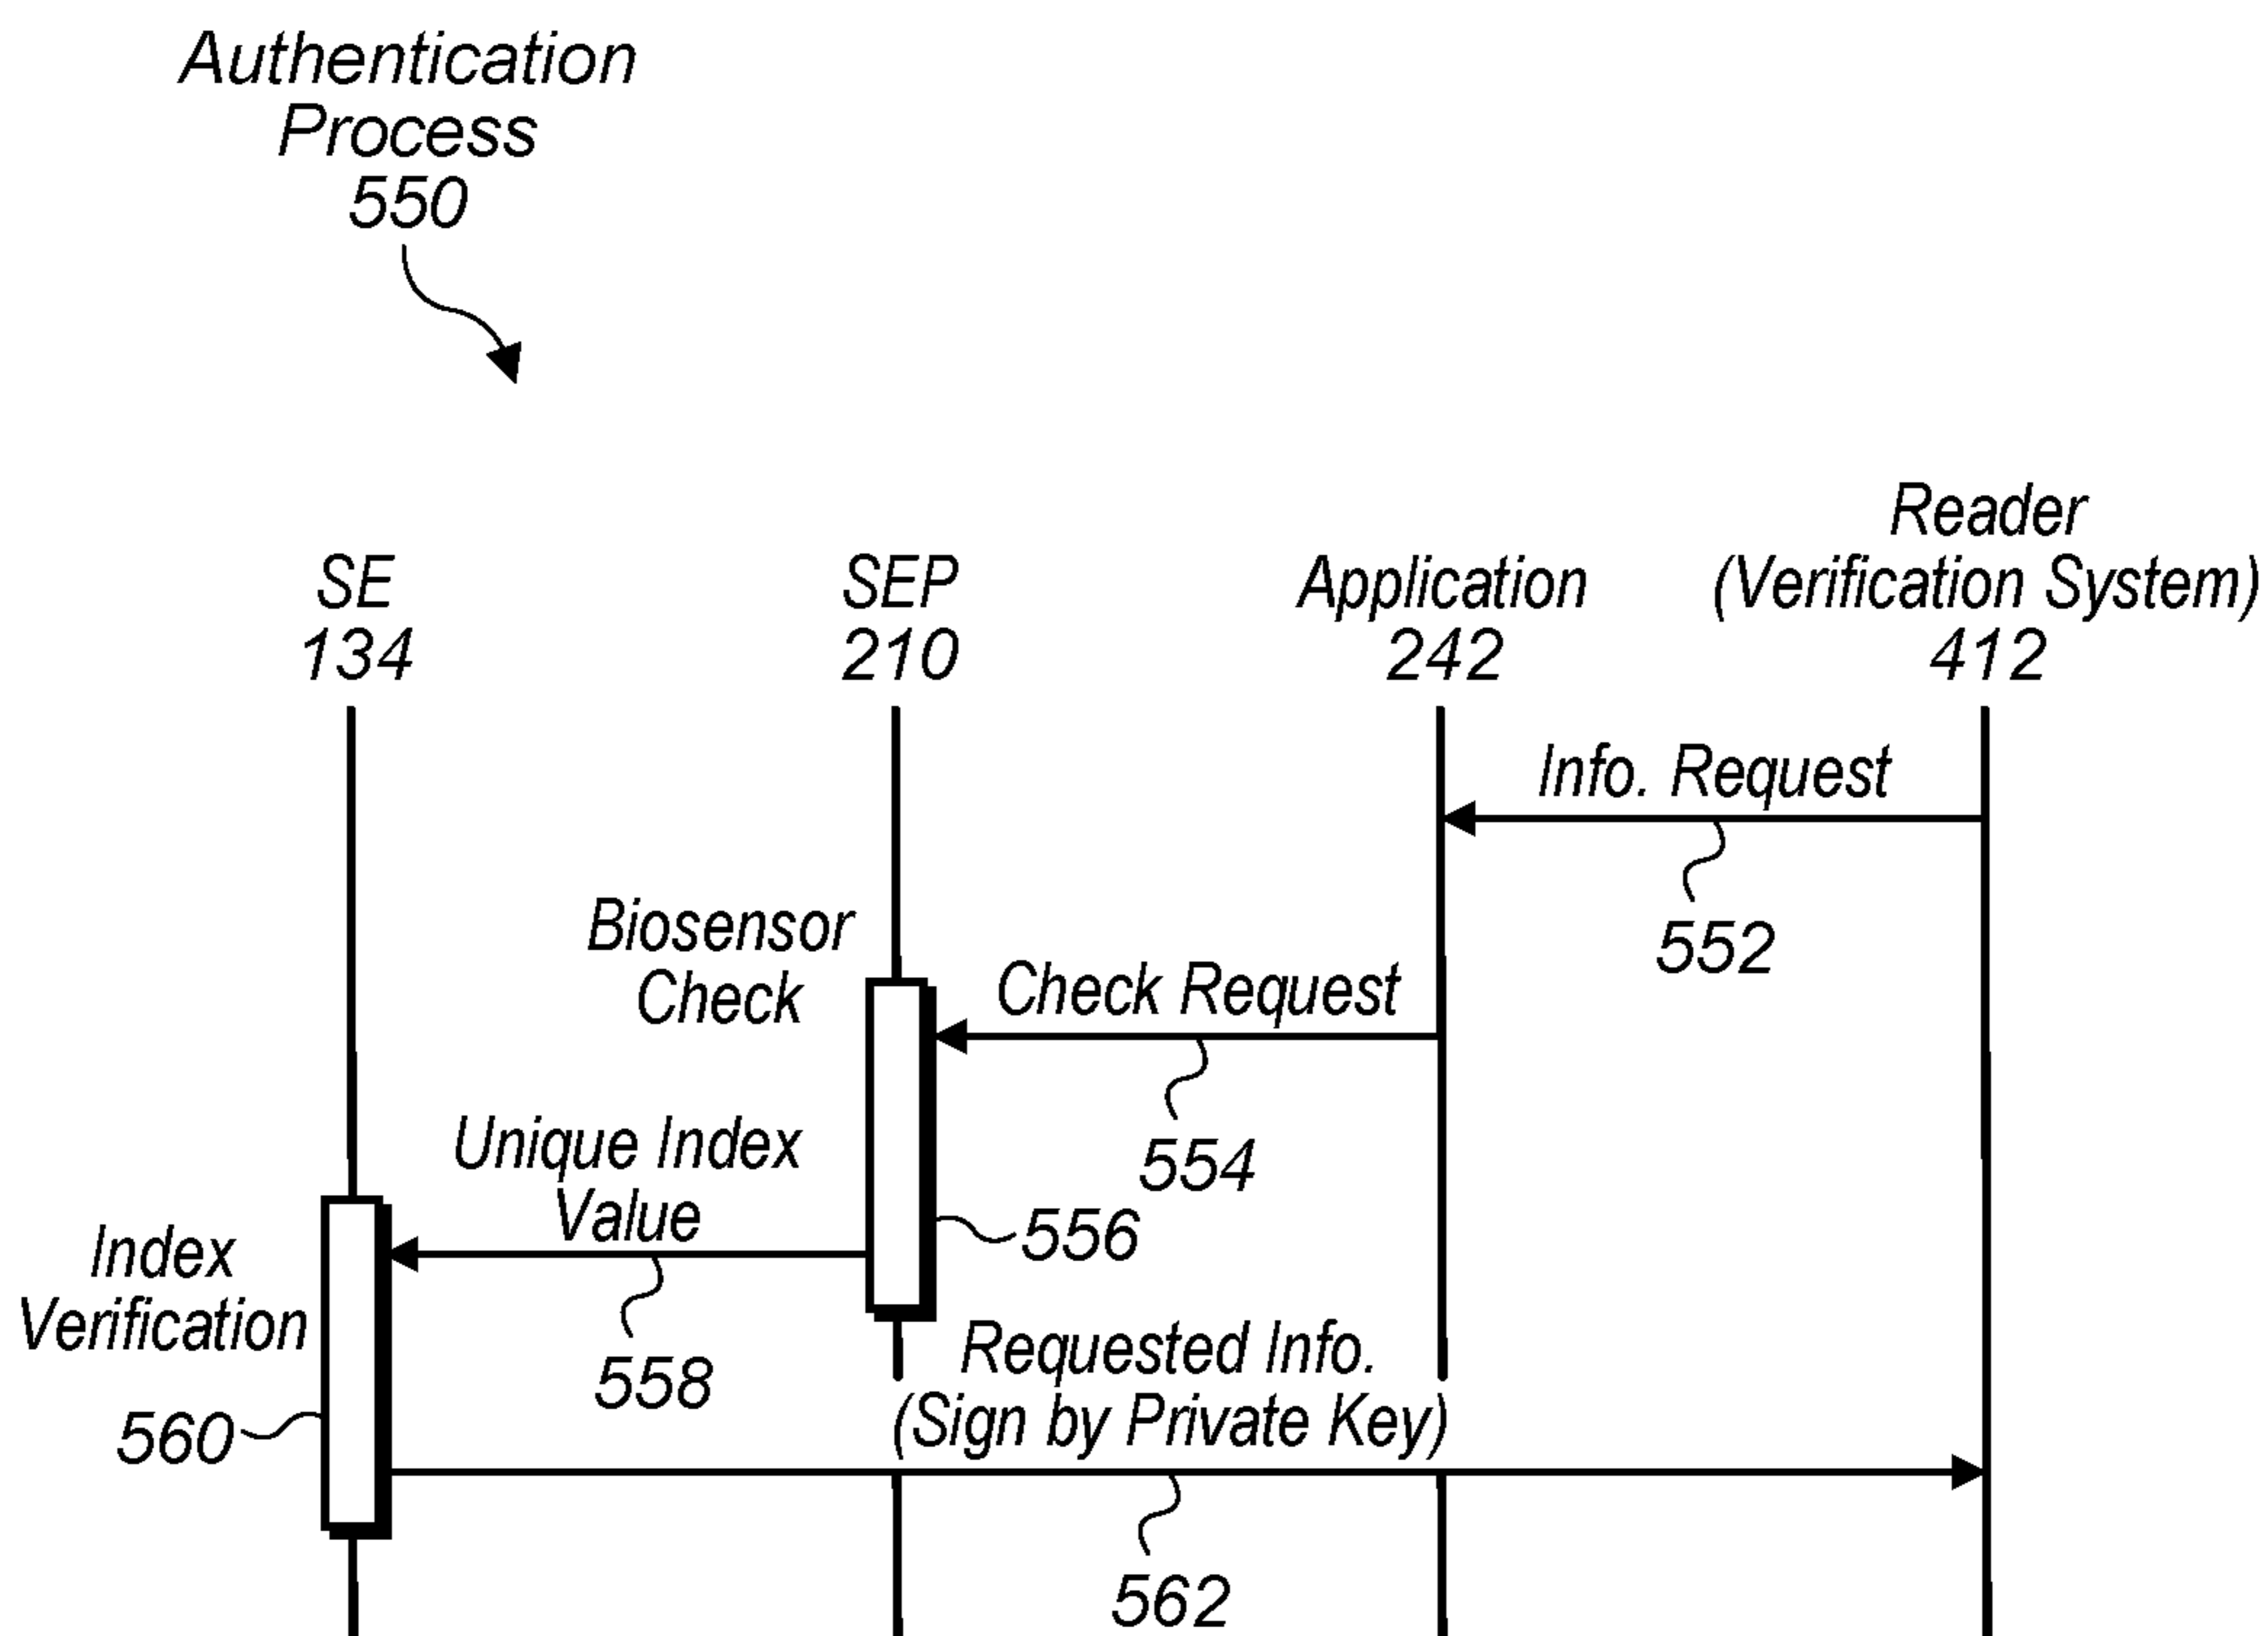 Authentication
Process
550
SE
134
SEP
210
Application
242
Reader
(Verification System)
412
Info. Request
552
Biosensor
Check
Check Request
554
556
Unique Index
Value
558
Index
Verification
560
Requested Info.
(Sign by Private Key)
562